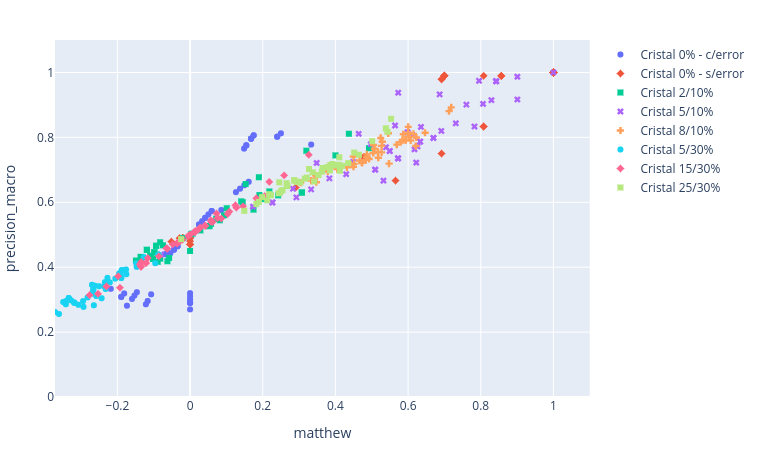 precision_macro
1
0.8
0.6
0.4
0.2
0
−0.2
0
0.2
0.4
0.6
0.8
1
matthew
Cristal 0% - c/error
Cristal 0% - s/error
Cristal 2/10%
Cristal 5/10%
Cristal 8/10%
Cristal 5/30%
Cristal 15/30%
Cristal 25/30%